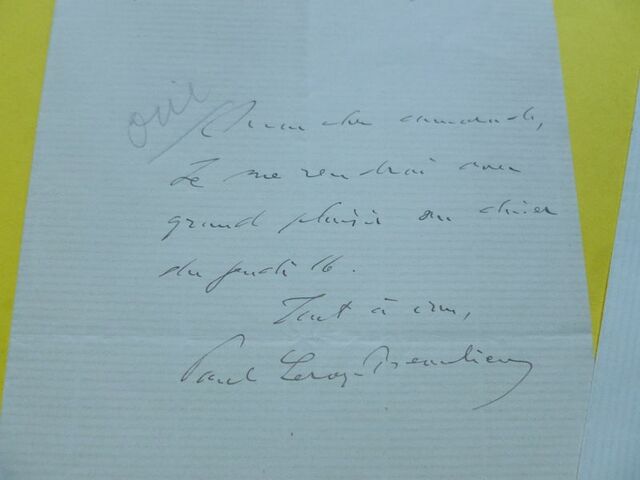 oui
Mon cher camarade,
Je me rendrai avec
grand plaisir au dîner
du jeudi 16.
Tout à vous,
Paul Leroy-Beaulieu